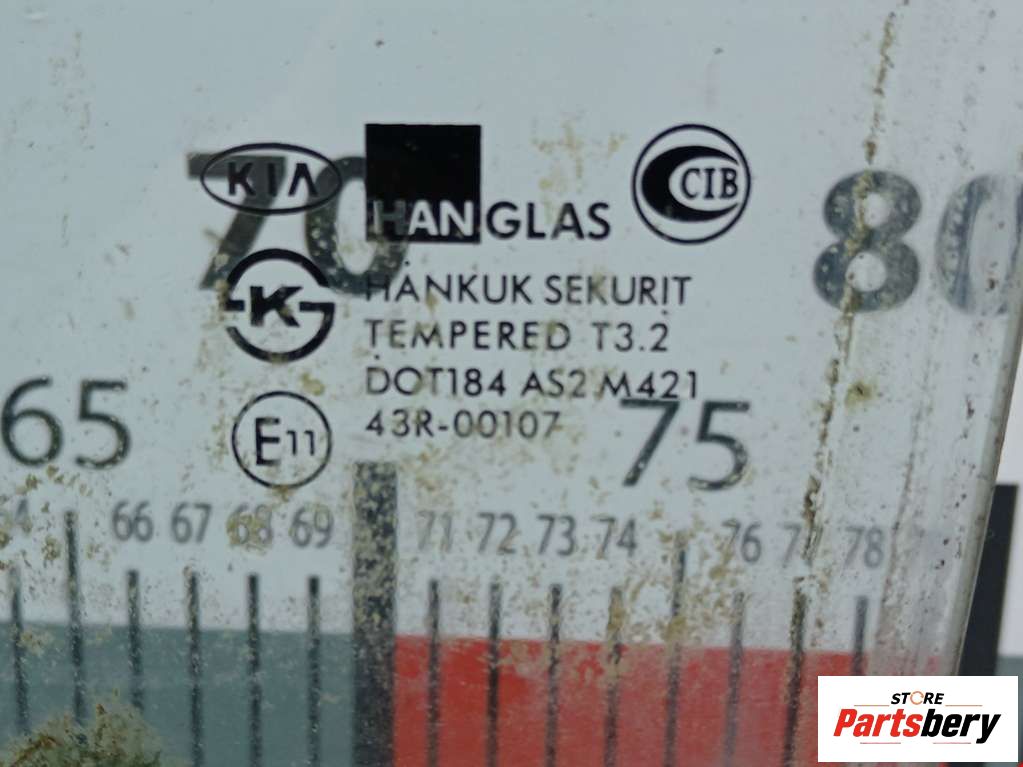 KIA
70
HANGLAS
CIB
80
K
HANKUK SEKURIT
TEMPERED T3.2
DOT184 AS2 M421
43R-00107
E11
65
75
66 67 68 69 71 72 73 74 76 78
STORE
Partsbery